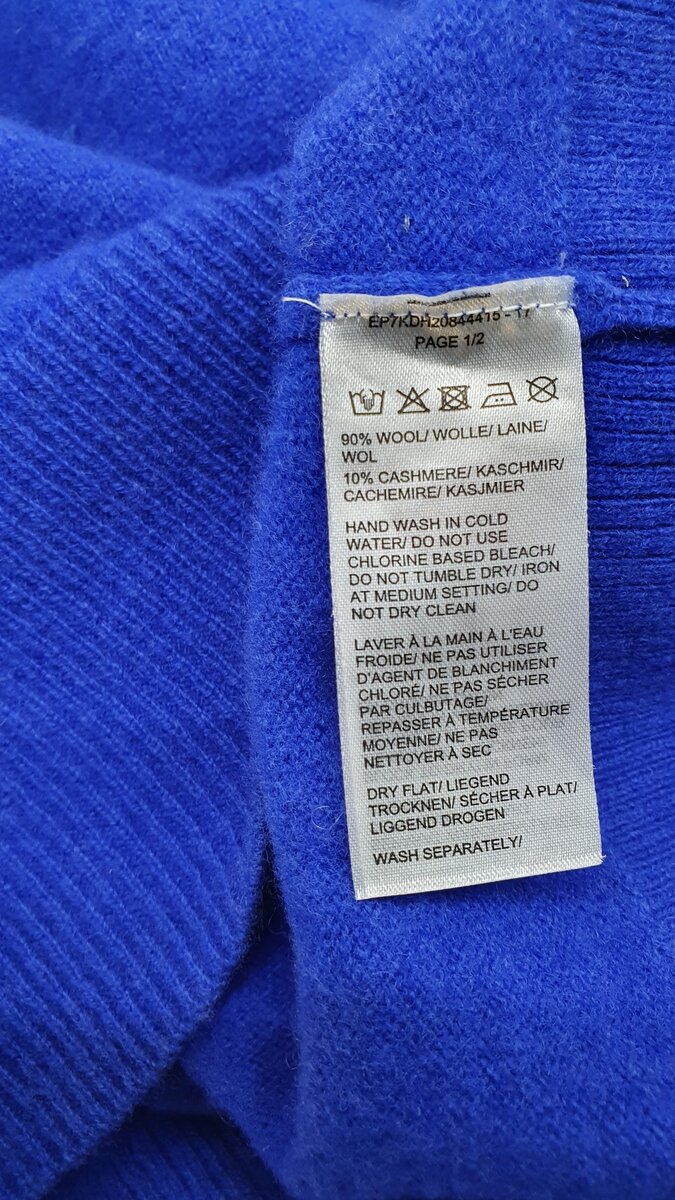 EP7KDH20844415 - 17
PAGE 1/2
90% WOOL/ WOLLE/ LAINE/
WOL
10% CASHMERE/ KASCHMIR/
CACHEMIRE/ KASJMIER
HAND WASH IN COLD
WATER/ DO NOT USE
CHLORINE BASED BLEACH/
DO NOT TUMBLE DRY/ IRON
AT MEDIUM SETTING/ DO
NOT DRY CLEAN
LAVER À LA MAIN À L'EAU
FROIDE/ NE PAS UTILISER
D'AGENT DE BLANCHIMENT
CHLORÉ/ NE PAS SÉCHER
PAR CULBUTAGE/
REPASSER À TEMPÉRATURE
MOYENNE/ NE PAS
NETTOYER À SEC
DRY FLAT/ LIEGEND
TROCKNEN/ SÉCHER À PLAT/
LIGGEND DROGEN
WASH SEPARATELY/